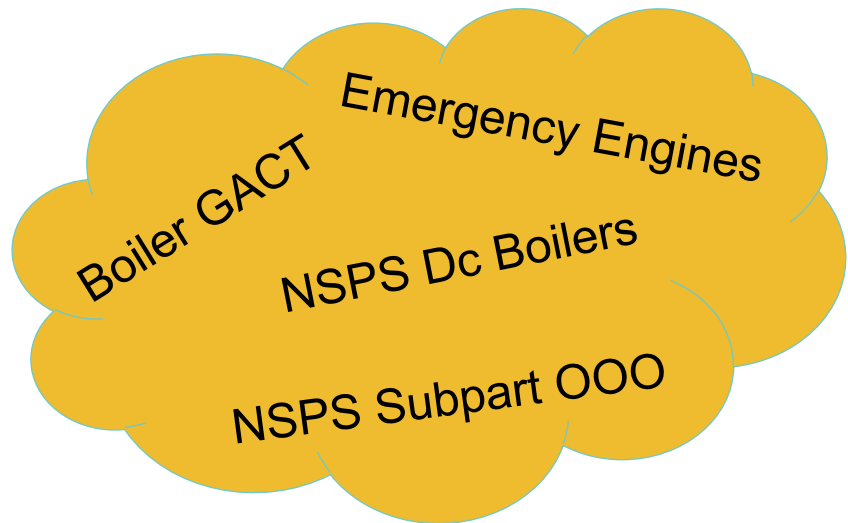 Emergency Engines
Boiler GACT
NSPS Dc Boilers
NSPS Subpart OOO